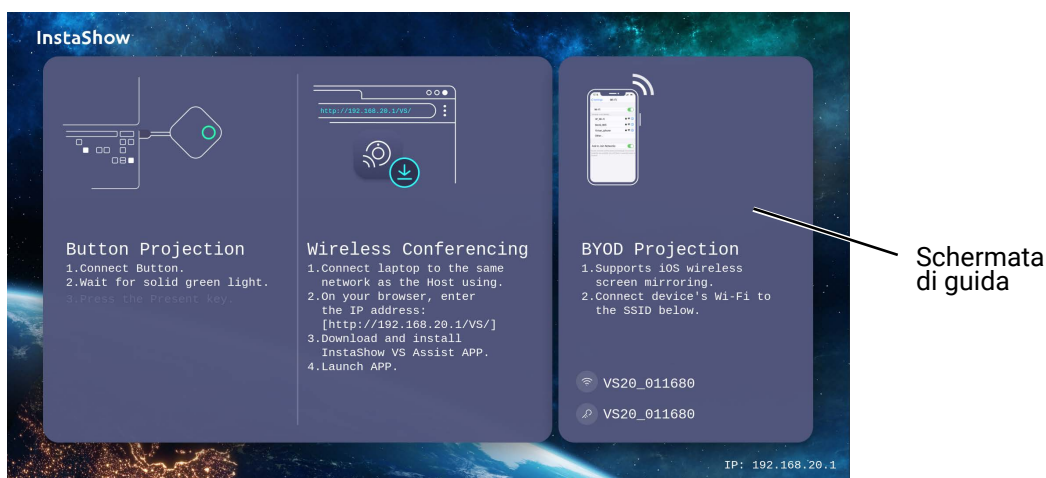 InstaShow
http://192.168.20.1/VS/
Button Projection
1.Connect Button.
2.Wait for solid green light.
3.Press the Present key.
Wireless Conferencing
1.Connect laptop to the same
network as the Host using.
2.On your browser, enter
the IP address:
[http://192.168.20.1/VS/]
3.Download and install
InstaShow VS Assist APP.
4.Launch APP.
BYOD Projection
1.Supports iOS wireless
screen mirroring.
2.Connect device's Wi-Fi to
the SSID below.
VS20_011680
VS20_011680
IP: 192.168.20.1
Schermata
di guida